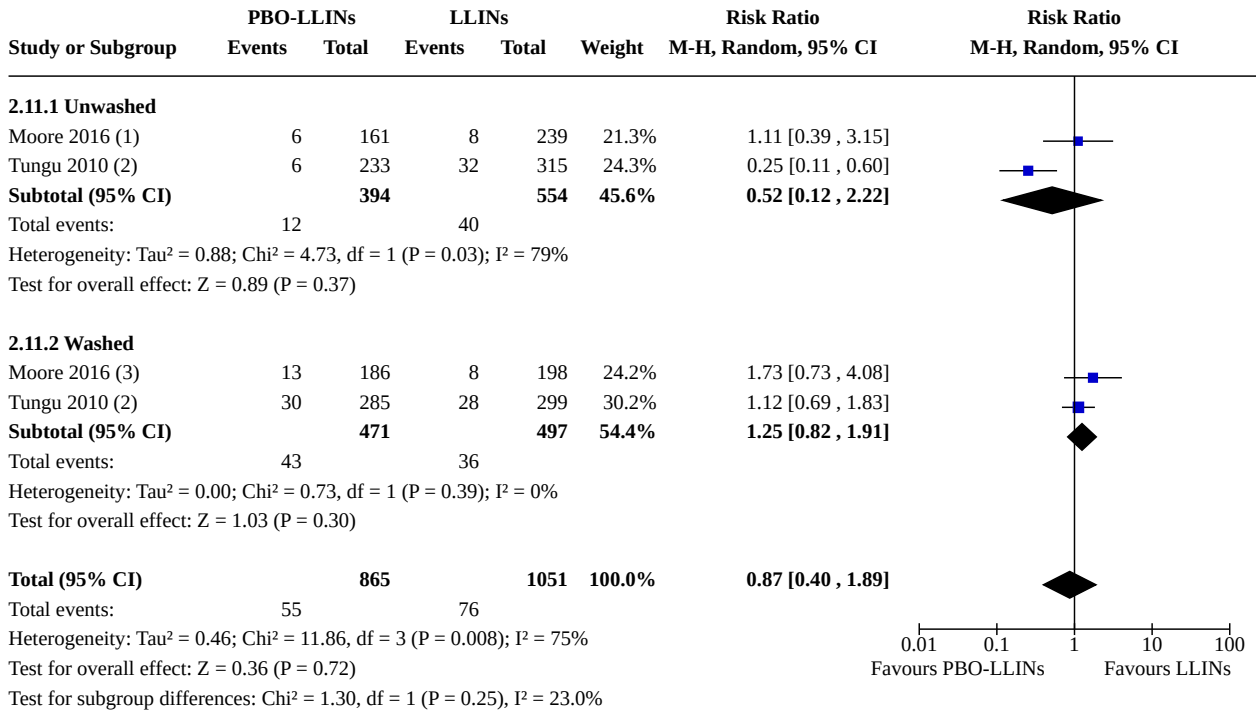 PBO-LLINs LLINs Risk Ratio Risk Ratio
Study or Subgroup Events Total Events Total Weight M-H, Random, 95% CI M-H, Random, 95% CI
2.11.1 Unwashed
Moore 2016 (1) 6 161 8 239 21.3% 1.11 [0.39 , 3.15]
Tungu 2010 (2) 6 233 32 315 24.3% 0.25 [0.11 , 0.60]
Subtotal (95% CI) 394 554 45.6% 0.52 [0.12 , 2.22]
Total events: 12 40
Heterogeneity: Tau² = 0.88; Chi² = 4.73, df = 1 (P = 0.03); I² = 79%
Test for overall effect: Z = 0.89 (P = 0.37)
2.11.2 Washed
Moore 2016 (3) 13 186 8 198 24.2% 1.73 [0.73 , 4.08]
Tungu 2010 (2) 30 285 28 299 30.2% 1.12 [0.69 , 1.83]
Subtotal (95% CI) 471 497 54.4% 1.25 [0.82 , 1.91]
Total events: 43 36
Heterogeneity: Tau² = 0.00; Chi² = 0.73, df = 1 (P = 0.39); I² = 0%
Test for overall effect: Z = 1.03 (P = 0.30)
Total (95% CI) 865 1051 100.0% 0.87 [0.40 , 1.89]
Total events: 55 76
Heterogeneity: Tau² = 0.46; Chi² = 11.86, df = 3 (P = 0.008); I² = 75%
0.01 0.1 1 10 100
Test for overall effect: Z = 0.36 (P = 0.72)
Favours PBO-LLINs Favours LLINs
Test for subgroup differences: Chi² = 1.30, df = 1 (P = 0.25), I² = 23.0%